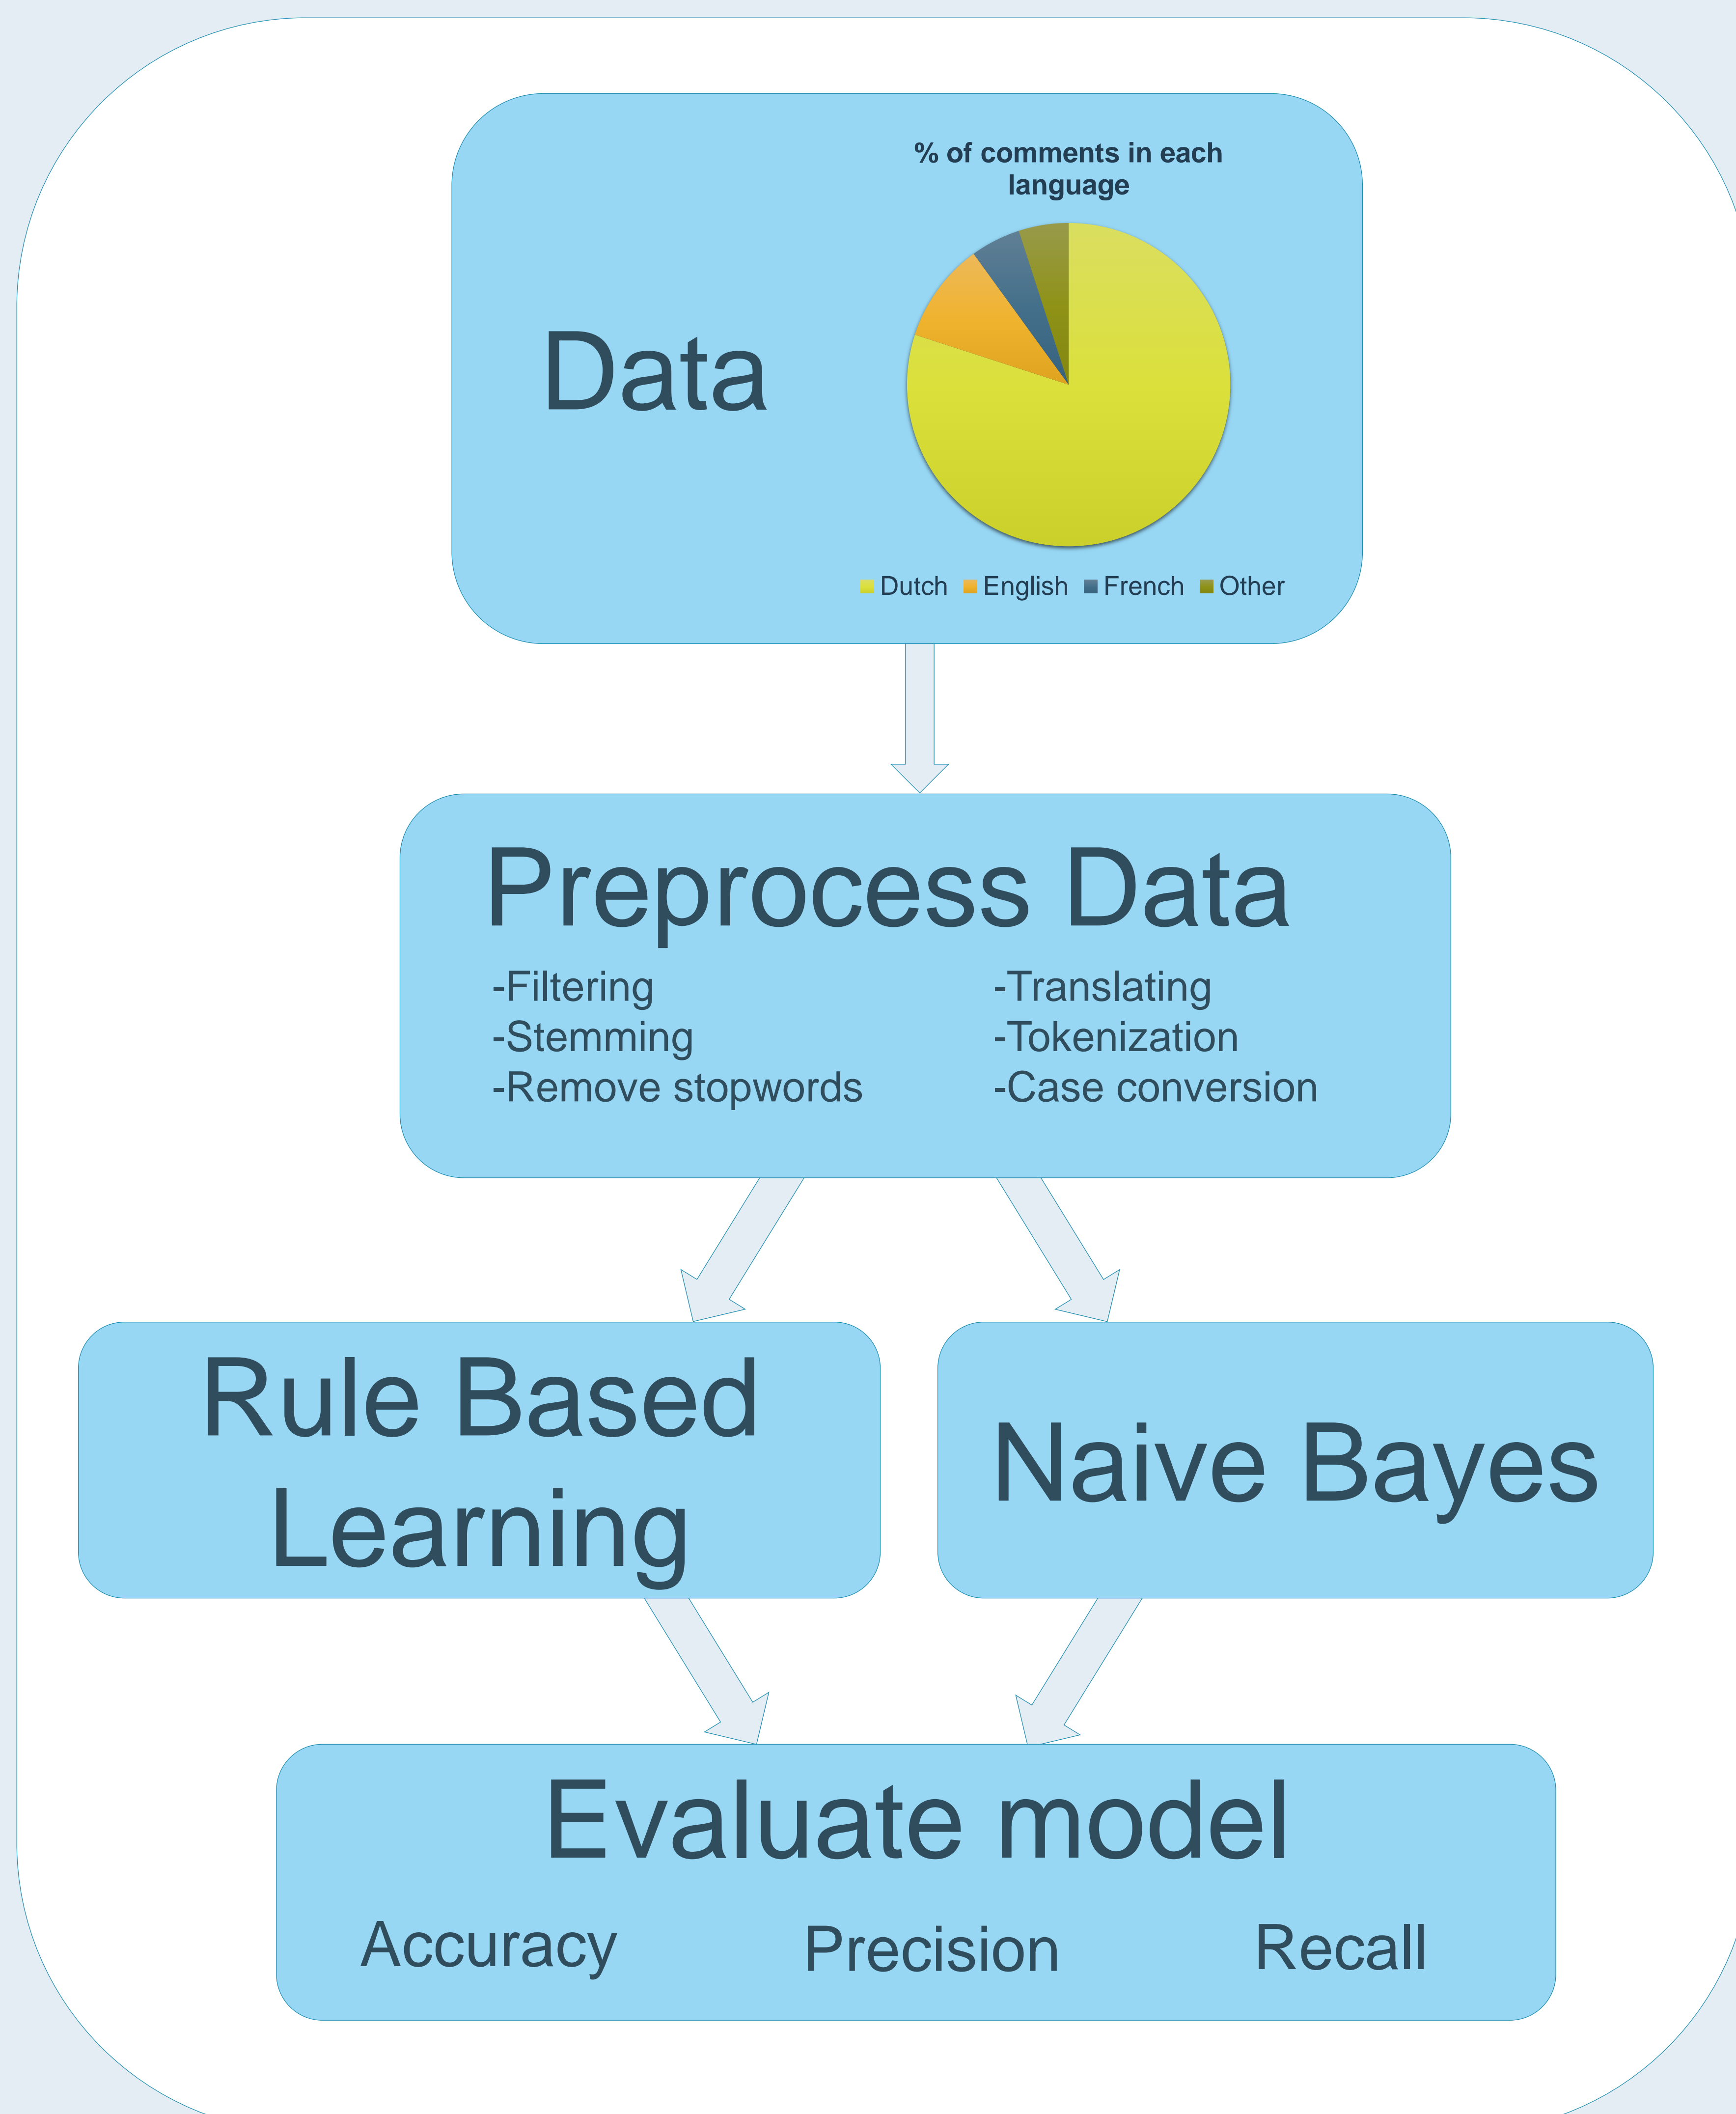 % of comments in each
language
Data
Dutch English French Other
Preprocess Data
-Filtering
-Stemming
-Remove stopwords
-Translating
-Tokenization
-Case conversion
Rule Based
Learning
Naive Bayes
Evaluate model
Accuracy Precision Recall